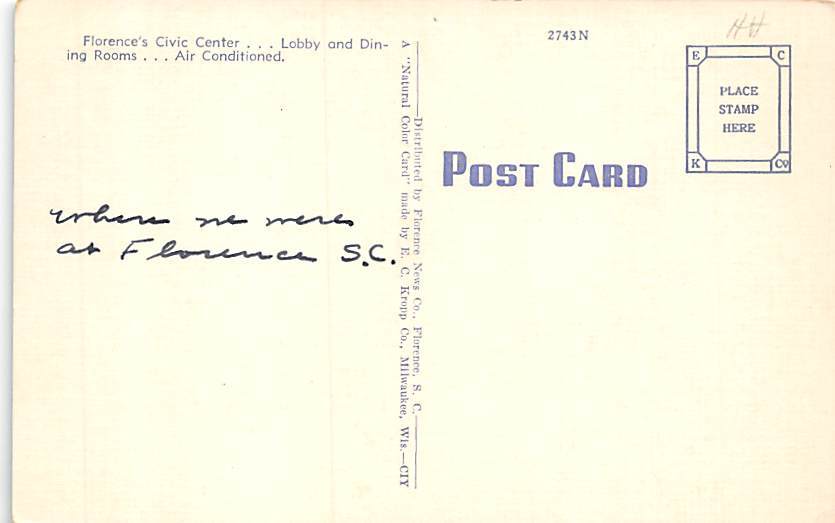 Florence's Civic Center . . . Lobby and Din-
ing Rooms . . . Air Conditioned.
where we were
at Florence S.C.
Distributed by Florence News Co., Florence, S. C.
A "Natural Color Card" made by E. C. Kropp Co., Milwaukee, Wis.—CIY
2743N
POST CARD
HH
E C
PLACE
STAMP
HERE
K Co